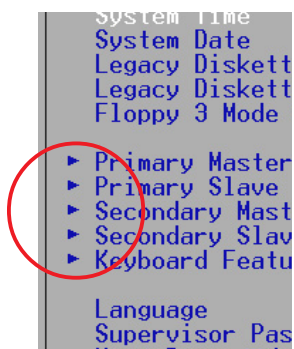 System Time
System Date
Legacy Diskett
Legacy Diskett
Floppy 3 Mode
Primary Master
Primary Slave
Secondary Mast
Secondary Slav
Keyboard Featu
Language
Supervisor Pas